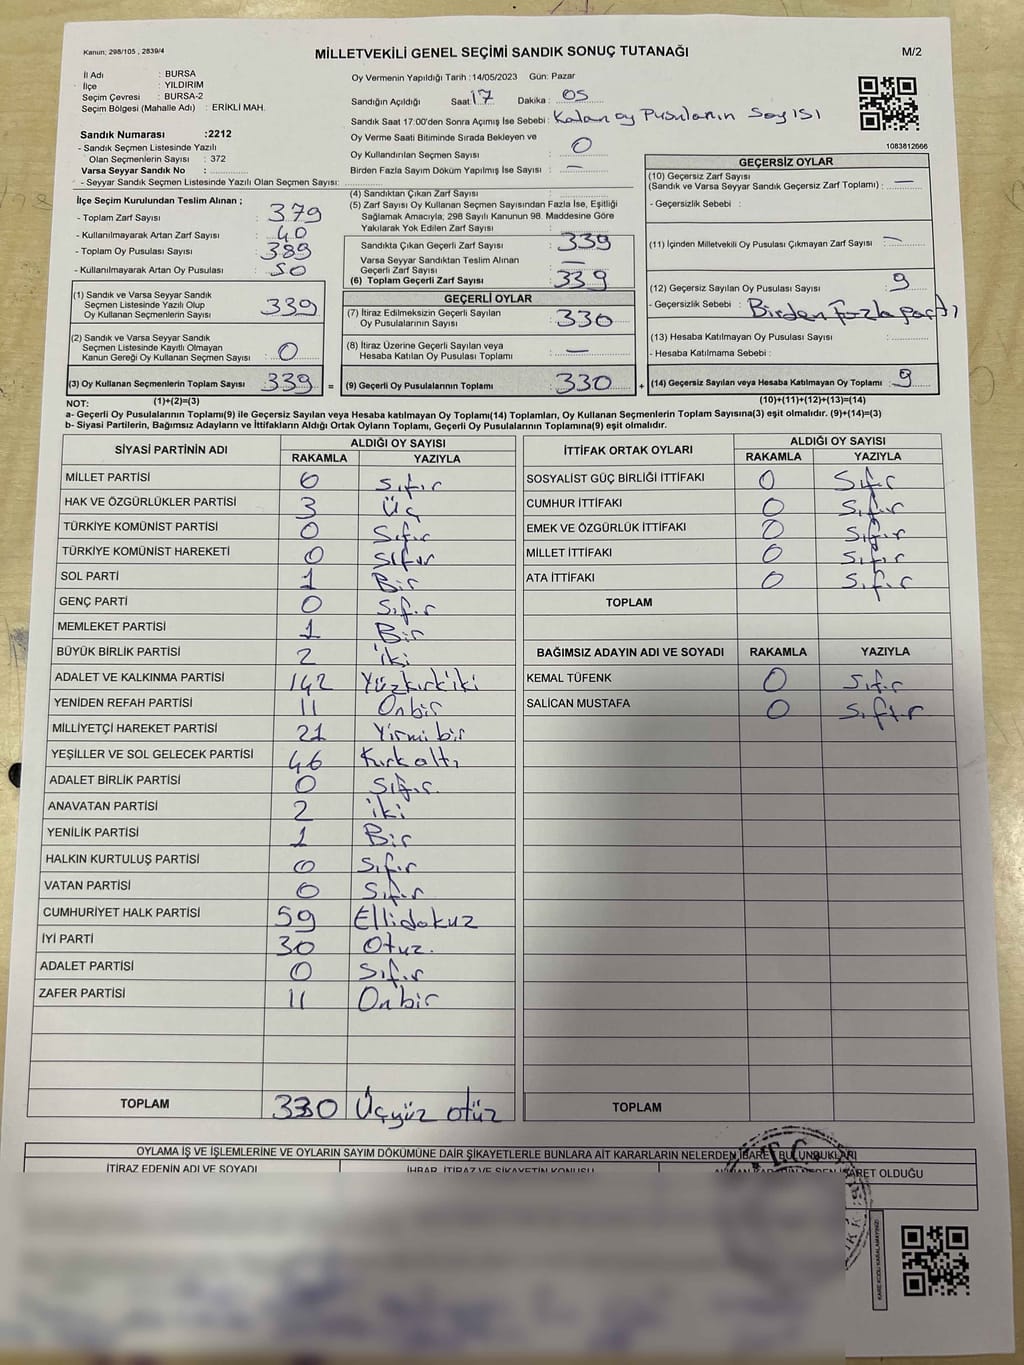 Kanun; 298/105 , 2839/4
MİLLETVEKİLİ GENEL SEÇİMİ SANDIK SONUÇ TUTANAĞI
M/2
İl Adı : BURSA
İlçe : YILDIRIM
Seçim Çevresi : BURSA-2
Seçim Bölgesi (Mahalle Adı) : ERİKLİ MAH.
Sandık Numarası :2212
- Sandık Seçmen Listesinde Yazılı
Olan Seçmenlerin Sayısı : 372
Varsa Seyyar Sandık No :
- Seyyar Sandık Seçmen Listesinde Yazılı Olan Seçmen Sayısı:
Oy Vermenin Yapıldığı Tarih :14/05/2023 Gün: Pazar
Sandığın Açıldığı Saat:17 Dakika : 05
Sandık Saat 17:00'den Sonra Açımış İse Sebebi : Kalan oy Pusulanın Sayısı
Oy Verme Saati Bitiminde Sırada Bekleyen ve
Oy Kullandırılan Seçmen Sayısı : 0
Birden Fazla Sayım Döküm Yapılmış İse Sayısı : —
1083812666
İlçe Seçim Kurulundan Teslim Alınan ;
- Toplam Zarf Sayısı : 379
- Kullanılmayarak Artan Zarf Sayısı : 40
- Toplam Oy Pusulası Sayısı : 389
- Kullanılmayarak Artan Oy Pusulası : 50
(1) Sandık ve Varsa Seyyar Sandık
Seçmen Listesinde Yazılı Olup
Oy Kullanan Seçmenlerin Sayısı : 339
(2) Sandık ve Varsa Seyyar Sandık
Seçmen Listesinde Kayıtlı Olmayan
Kanun Gereği Oy Kullanan Seçmen Sayısı : 0
(3) Oy Kullanan Seçmenlerin Toplam Sayısı : 339 =
(4) Sandıktan Çıkan Zarf Sayısı :
(5) Zarf Sayısı Oy Kullanan Seçmen Sayısından Fazla İse, Eşitliği
Sağlamak Amacıyla; 298 Sayılı Kanunun 98. Maddesine Göre
Yakılarak Yok Edilen Zarf Sayısı :
Sandıkta Çıkan Geçerli Zarf Sayısı : 339
Varsa Seyyar Sandıktan Teslim Alınan
Geçerli Zarf Sayısı : —
(6) Toplam Geçerli Zarf Sayısı : 339
GEÇERLİ OYLAR
(7) İtiraz Edilmeksizin Geçerli Sayılan
Oy Pusulalarının Sayısı : 330
(8) İtiraz Üzerine Geçerli Sayılan veya
Hesaba Katılan Oy Pusulası Toplamı : —
(9) Geçerli Oy Pusulalarının Toplamı : 330 +
GEÇERSİZ OYLAR
(10) Geçersiz Zarf Sayısı
(Sandık ve Varsa Seyyar Sandık Geçersiz Zarf Toplamı) : —
- Geçersizlik Sebebi :
(11) İçinden Milletvekili Oy Pusulası Çıkmayan Zarf Sayısı : —
(12) Geçersiz Sayılan Oy Pusulası Sayısı : 9
- Geçersizlik Sebebi : Birden fazla parti
(13) Hesaba Katılmayan Oy Pusulası Sayısı :
- Hesaba Katılmama Sebebi :
(14) Geçersiz Sayılan veya Hesaba Katılmayan Oy Toplamı : 9
NOT: (1)+(2)=(3)
(10)+(11)+(12)+(13)=(14)
a- Geçerli Oy Pusulalarının Toplamı(9) ile Geçersiz Sayılan veya Hesaba katılmayan Oy Toplamı(14) Toplamları, Oy Kullanan Seçmenlerin Toplam Sayısına(3) eşit olmalıdır. (9)+(14)=(3)
b- Siyasi Partilerin, Bağımsız Adayların ve İttifakların Aldığı Ortak Oyların Toplamı, Geçerli Oy Pusulalarının Toplamına(9) eşit olmalıdır.
SİYASİ PARTİNİN ADI ALDIĞI OY SAYISI
RAKAMLA YAZIYLA
MİLLET PARTİSİ 0 Sıfır
HAK VE ÖZGÜRLÜKLER PARTİSİ 3 Üç
TÜRKİYE KOMÜNİST PARTİSİ 0 Sıfır
TÜRKİYE KOMÜNİST HAREKETİ 0 Sıfır
SOL PARTİ 1 Bir
GENÇ PARTİ 0 Sıfır
MEMLEKET PARTİSİ 1 Bir
BÜYÜK BİRLİK PARTİSİ 2 iki
ADALET VE KALKINMA PARTİSİ 142 Yüzkırkiki
YENİDEN REFAH PARTİSİ 11 Onbir
MİLLİYETÇİ HAREKET PARTİSİ 21 Yirmibir
YEŞİLLER VE SOL GELECEK PARTİSİ 46 Kırkaltı
ADALET BİRLİK PARTİSİ 0 Sıfır.
ANAVATAN PARTİSİ 2 iki
YENİLİK PARTİSİ 1 Bir
HALKIN KURTULUŞ PARTİSİ 0 Sıfır
VATAN PARTİSİ 0 Sıfır
CUMHURİYET HALK PARTİSİ 59 Ellidokuz
İYİ PARTİ 30 Otuz.
ADALET PARTİSİ 0 Sıfır
ZAFER PARTİSİ 11 Onbir
TOPLAM 330 Üçyüz otüz
İTTİFAK ORTAK OYLARI ALDIĞI OY SAYISI
RAKAMLA YAZIYLA
SOSYALİST GÜÇ BİRLİĞİ İTTİFAKI 0 Sıfır
CUMHUR İTTİFAKI 0 Sıfır
EMEK VE ÖZGÜRLÜK İTTİFAKI 0 Sıfır
MİLLET İTTİFAKI 0 Sıfır
ATA İTTİFAKI 0 Sıfır
TOPLAM
BAĞIMSIZ ADAYIN ADI VE SOYADI RAKAMLA YAZIYLA
KEMAL TÜFENK 0 Sıfır
SALİCAN MUSTAFA 0 Sıfır
TOPLAM
OYLAMA İŞ VE İŞLEMLERİNE VE OYLARIN SAYIM DÖKÜMÜNE DAİR ŞİKAYETLERLE BUNLARA AİT KARARLARIN NELERDEN İBARET BULUNDUKLARI
İTİRAZ EDENİN ADI VE SOYADI İHBAR, İTİRAZ VE ŞİKAYETİN KONUSU İBARET OLDUĞU
T.C.
KARE KODU KARALAMAYINIZ!